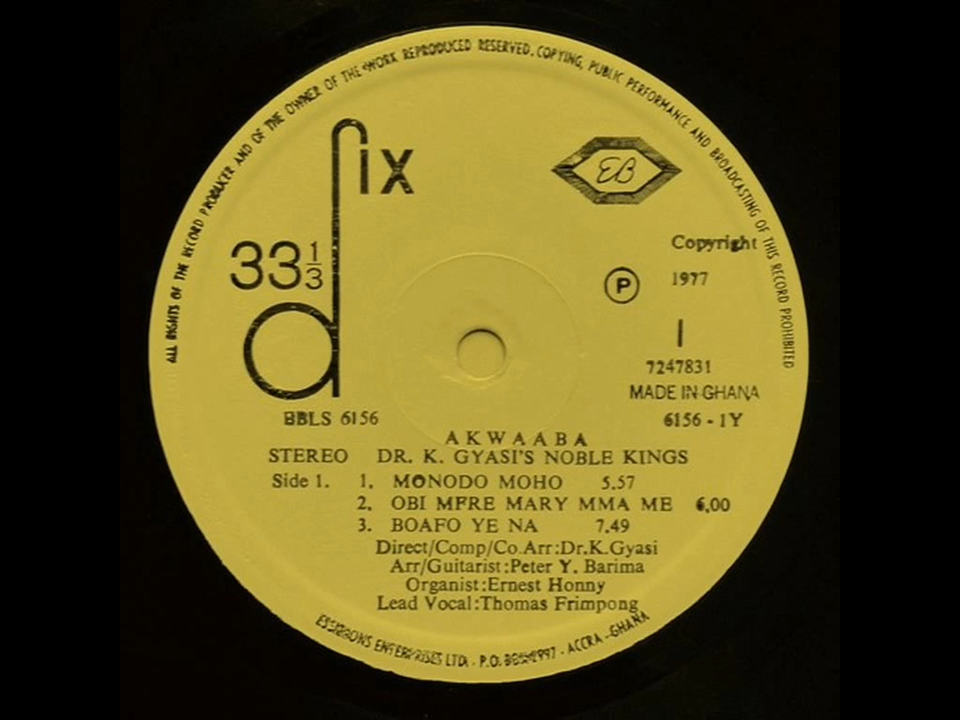 ALL RIGHTS OF THE RECORD PRODUCER AND OF THE OWNER OF THE WORK REPRODUCED RESERVED. COPYING, PUBLIC PERFORMANCE AND BROADCASTING OF THIS RECORD PROHIBITED
dix
EB
33 1/3
Copyright
P 1977
1
7247831
MADE IN GHANA
BBLS 6156
6156 - 1Y
AKWAABA
STEREO DR. K. GYASI'S NOBLE KINGS
Side 1. 1. MONODO MOHO 5.57
2. OBI MFRE MARY MMA ME 6.00
3. BOAFO YE NA 7.49
Direct/Comp/Co.Arr:Dr.K.Gyasi
Arr/Guitarist:Peter Y. Barima
Organist:Ernest Honny
Lead Vocal:Thomas Frimpong
ENTERPRISES LTD. - P.O. - ACCRA - GHANA